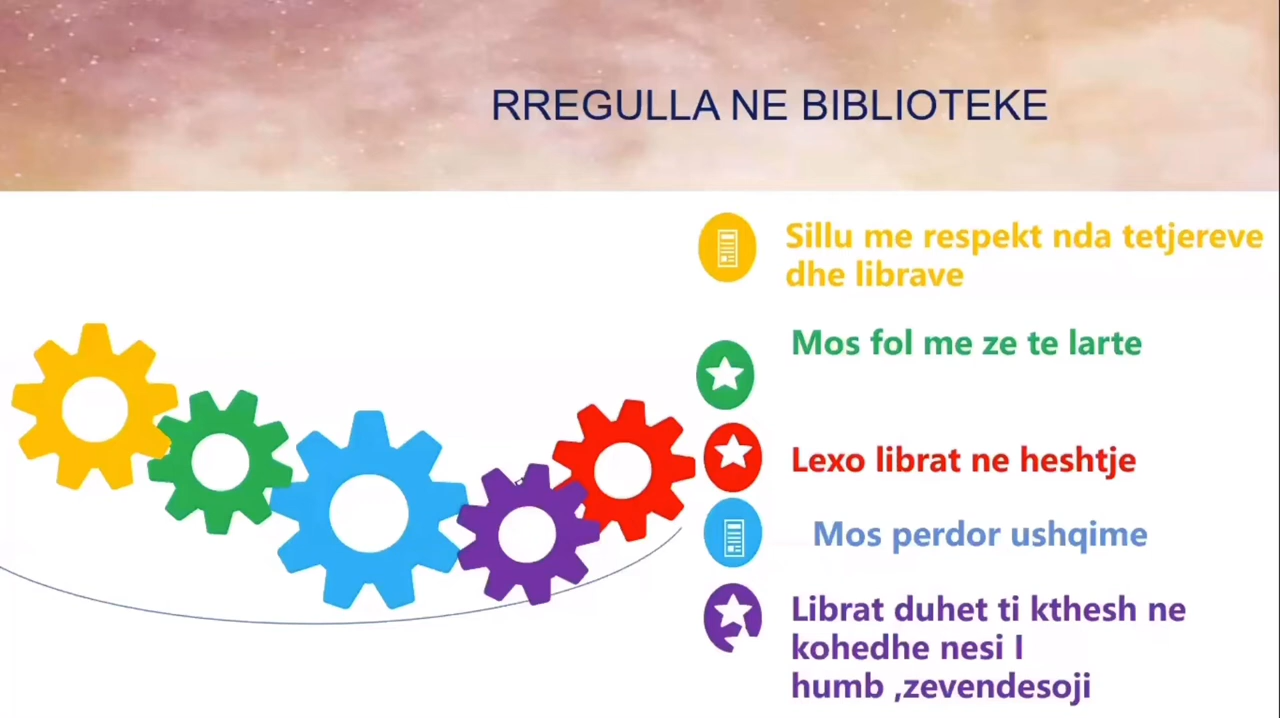 RREGULLA NE BIBLIOTEKE
Sillu me respekt nda tetjereve
dhe librave
Mos fol me ze te larte
Lexo librat ne heshtje
Mos perdor ushqime
Librat duhet ti kthesh ne
kohedhe nesi I
humb ,zevendesoji